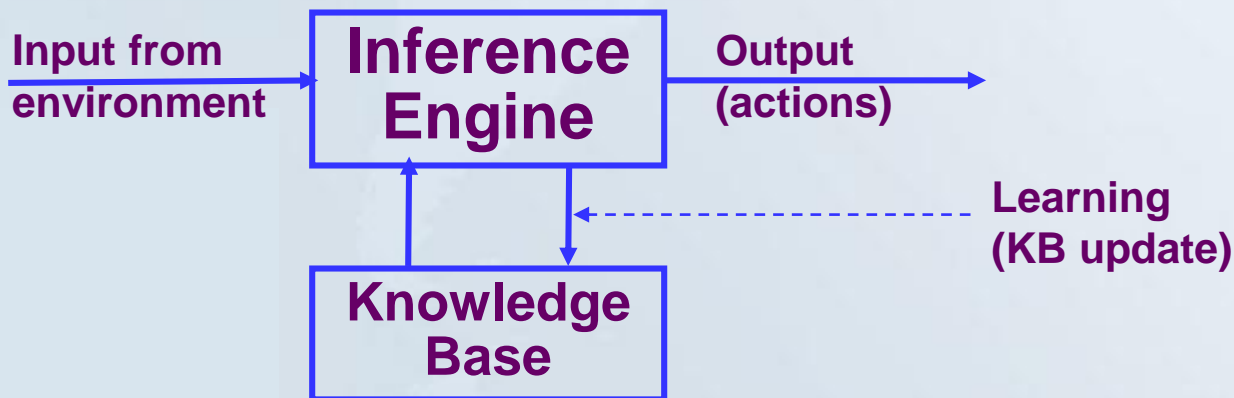 Input from
environment
Inference
Engine
Output
(actions)
Learning
(KB update)
Knowledge
Base